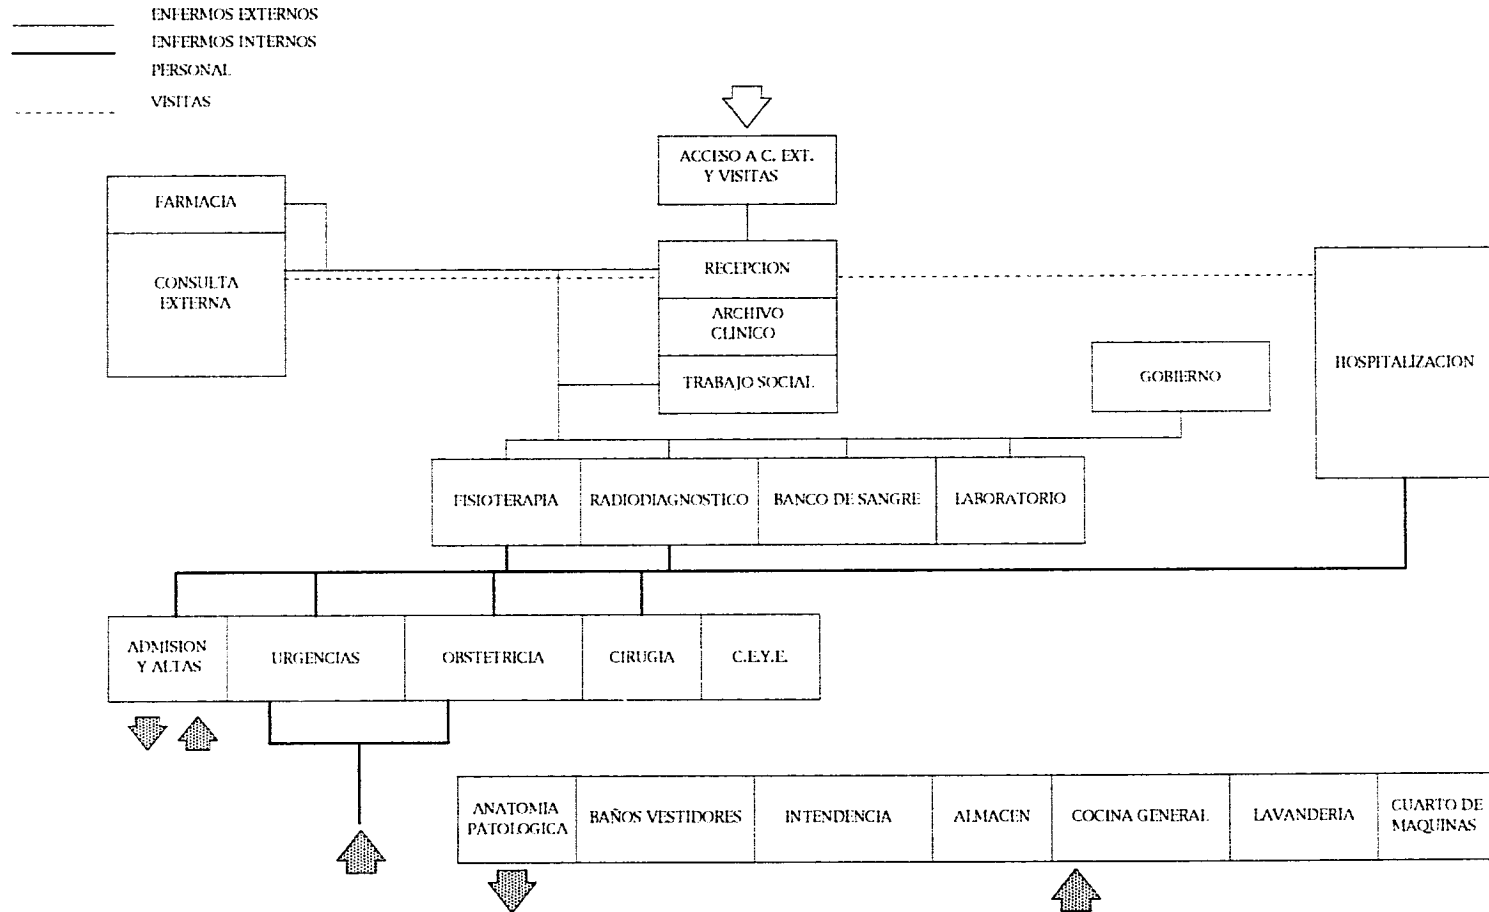 ENFERMOS EXTERNOS
ENFERMOS INTERNOS
PERSONAL
VISITAS
ACCESO A C. EXT.
Y VISITAS
FARMACIA
CONSULTA
EXTERNA
RECEPCION
ARCHIVO
CLINICO
TRABAJO SOCIAL
GOBIERNO
HOSPITALIZACION
FISIOTERAPIA
RADIODIAGNOSTICO
BANCO DE SANGRE
LABORATORIO
ADMISION
Y ALTAS
URGENCIAS
OBSTETRICIA
CIRUGIA
C.E.Y.E.
ANATOMIA
PATOLOGICA
BAÑOS VESTIDORES
INTENDENCIA
ALMACEN
COCINA GENERAL
LAVANDERIA
CUARTO DE
MAQUINAS